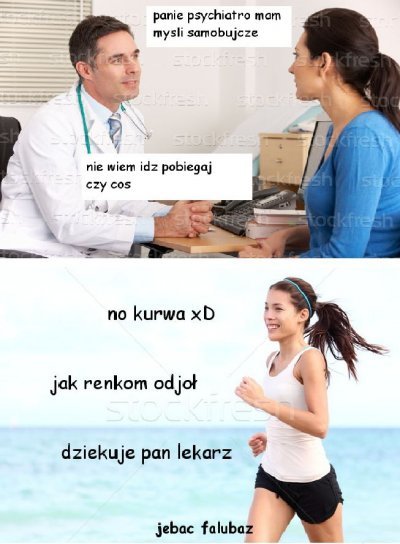 panie psychiatro mam
mysli samobujcze
nie wiem idz pobiegaj
czy cos
no kurwa xD
jak renkom odjoł
stockfresh
dziekuje pan lekarz
jebac falubaz